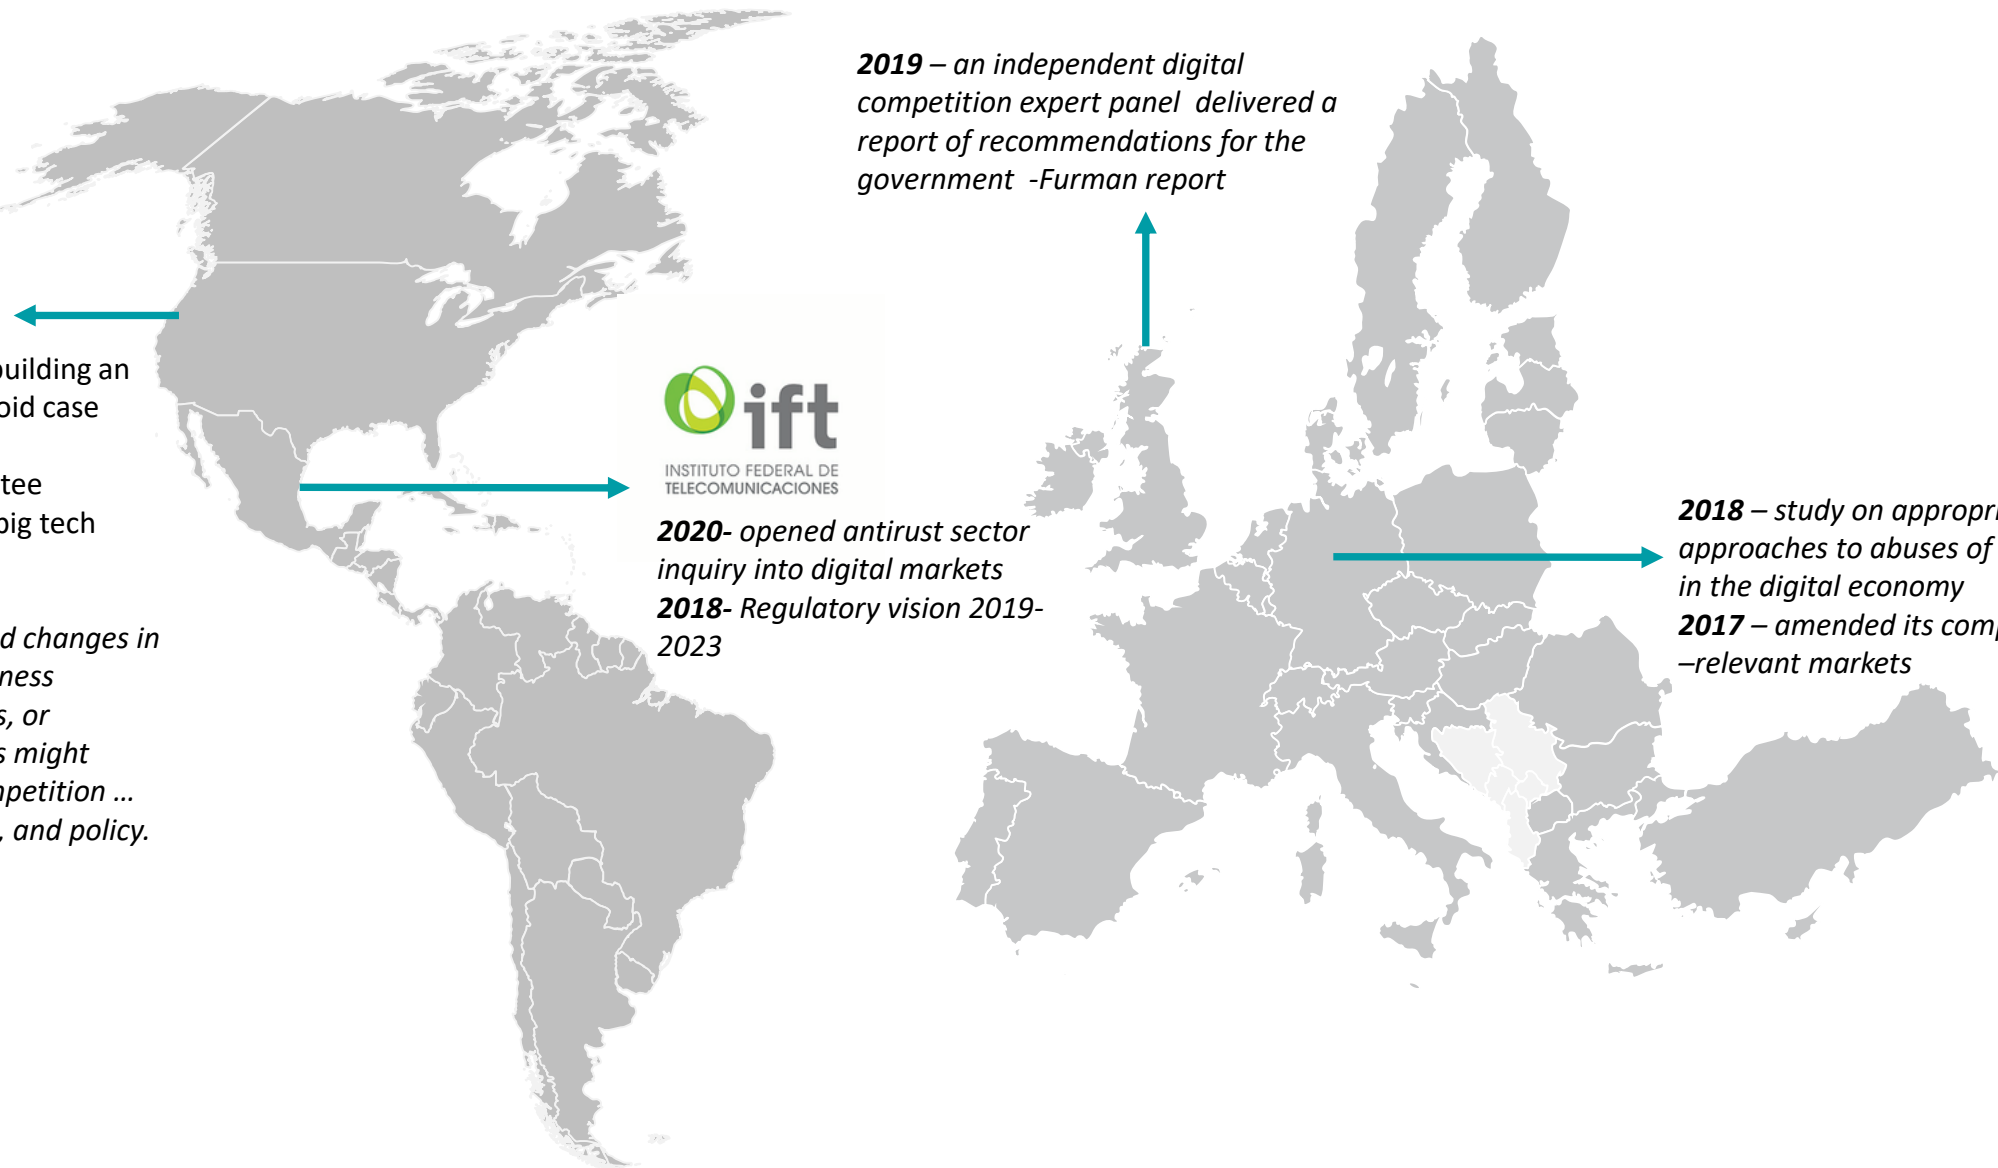 building an
oid case
tee
big tech
d changes in
ness
s, or
s might
npetition ...
, and policy.
ift
INSTITUTO FEDERAL DE
TELECOMUNICACIONES
2020- opened antirust sector
inquiry into digital markets
2018- Regulatory vision 2019-
2023
2019 – an independent digital
competition expert panel delivered a
report of recommendations for the
government -Furman report
2018 – study on appropri
approaches to abuses of
in the digital economy
2017 – amended its comp
–relevant markets